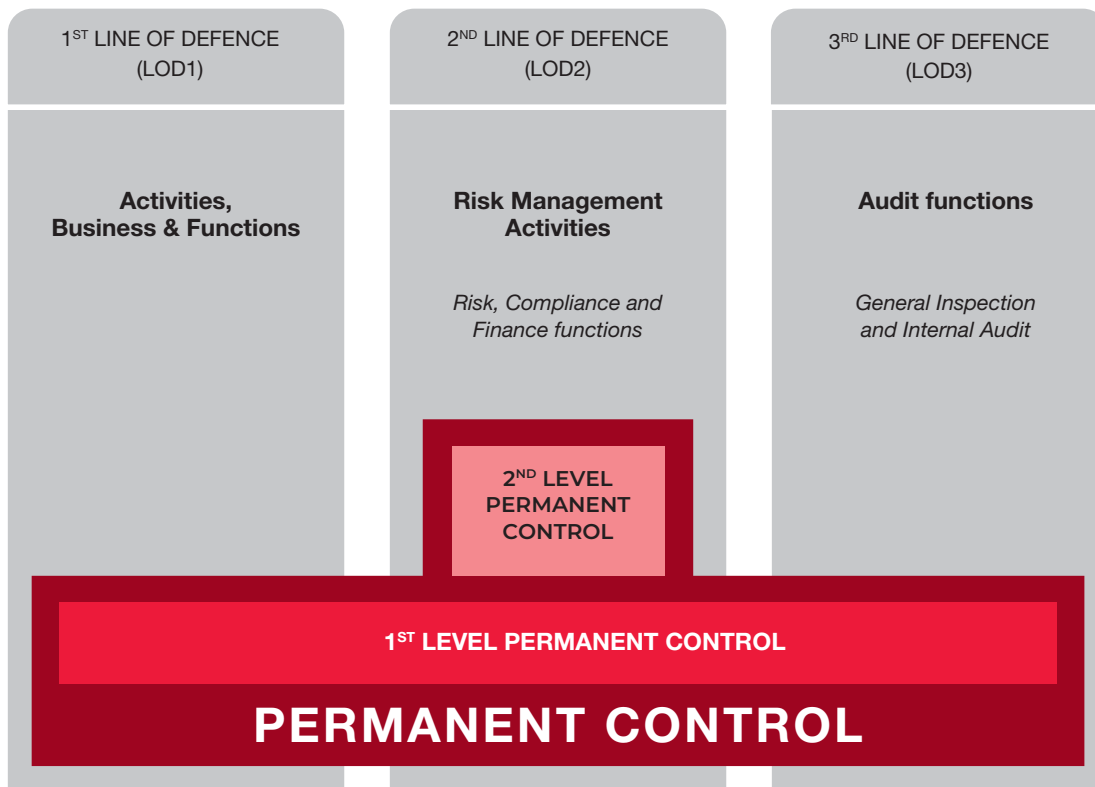 1ST LINE OF DEFENCE
(LOD1)
Activities,
Business & Functions
2ND LINE OF DEFENCE
(LOD2)
Risk Management
Activities
Risk, Compliance and
Finance functions
3RD LINE OF DEFENCE
(LOD3)
Audit functions
General Inspection
and Internal Audit
2ND LEVEL
PERMANENT
CONTROL
1ST LEVEL PERMANENT CONTROL
PERMANENT CONTROL